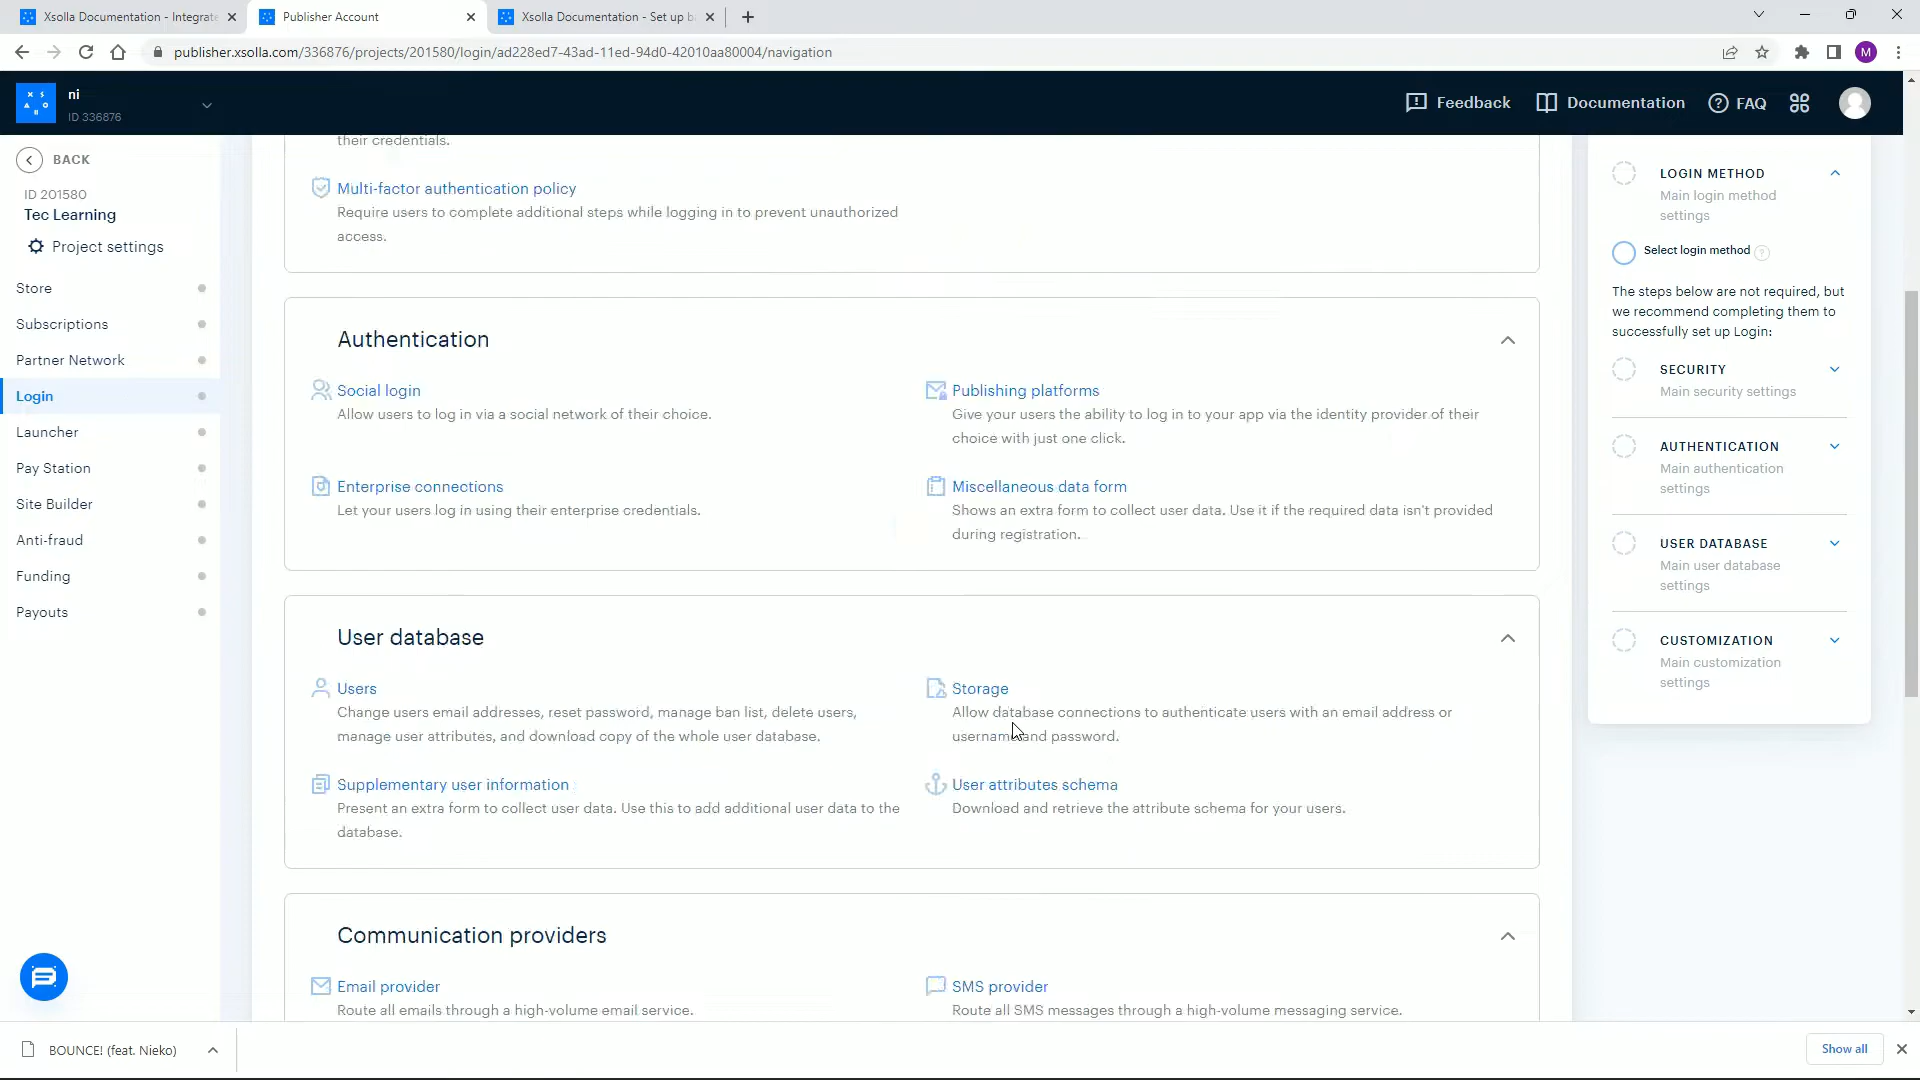 Xsolla Documentation - Integrate
Publisher Account
Xsolla Documentation - Set up b
publisher.xsolla.com/336876/projects/201580/login/ad228ed7-43ad-11ed-94d0-42010aa80004/navigation
M
ni
ID 336876
Feedback
Documentation
FAQ
BACK
ID 201580
Tec Learning
Project settings
Store
Subscriptions
Partner Network
Login
Launcher
Pay Station
Site Builder
Anti-fraud
Funding
Payouts
their credentials.
Multi-factor authentication policy
Require users to complete additional steps while logging in to prevent unauthorized
access.
Authentication
Social login
Allow users to log in via a social network of their choice.
Publishing platforms
Give your users the ability to log in to your app via the identity provider of their
choice with just one click.
Enterprise connections
Let your users log in using their enterprise credentials.
Miscellaneous data form
Shows an extra form to collect user data. Use it if the required data isn't provided
during registration.
User database
Users
Change users email addresses, reset password, manage ban list, delete users,
manage user attributes, and download copy of the whole user database.
Storage
Allow database connections to authenticate users with an email address or
username and password.
Supplementary user information
Present an extra form to collect user data. Use this to add additional user data to the
database.
User attributes schema
Download and retrieve the attribute schema for your users.
Communication providers
Email provider
Route all emails through a high-volume email service.
SMS provider
Route all SMS messages through a high-volume messaging service.
LOGIN METHOD
Main login method
settings
Select login method
The steps below are not required, but
we recommend completing them to
successfully set up Login:
SECURITY
Main security settings
AUTHENTICATION
Main authentication
settings
USER DATABASE
Main user database
settings
CUSTOMIZATION
Main customization
settings
BOUNCE! (feat. Nieko)
Show all